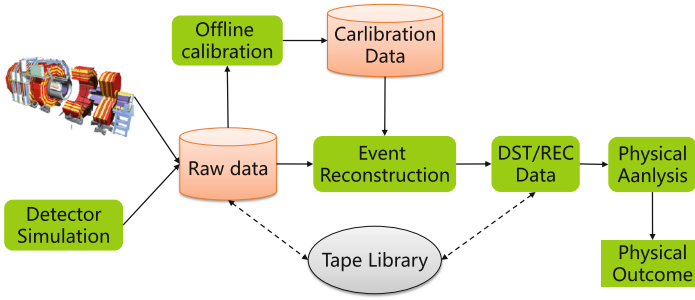 Offline
calibration
Carlibration
Data
Raw data
Event
Reconstruction
DST/REC
Data
Physical
Aanlysis
Detector
Simulation
Tape Library
Physical
Outcome